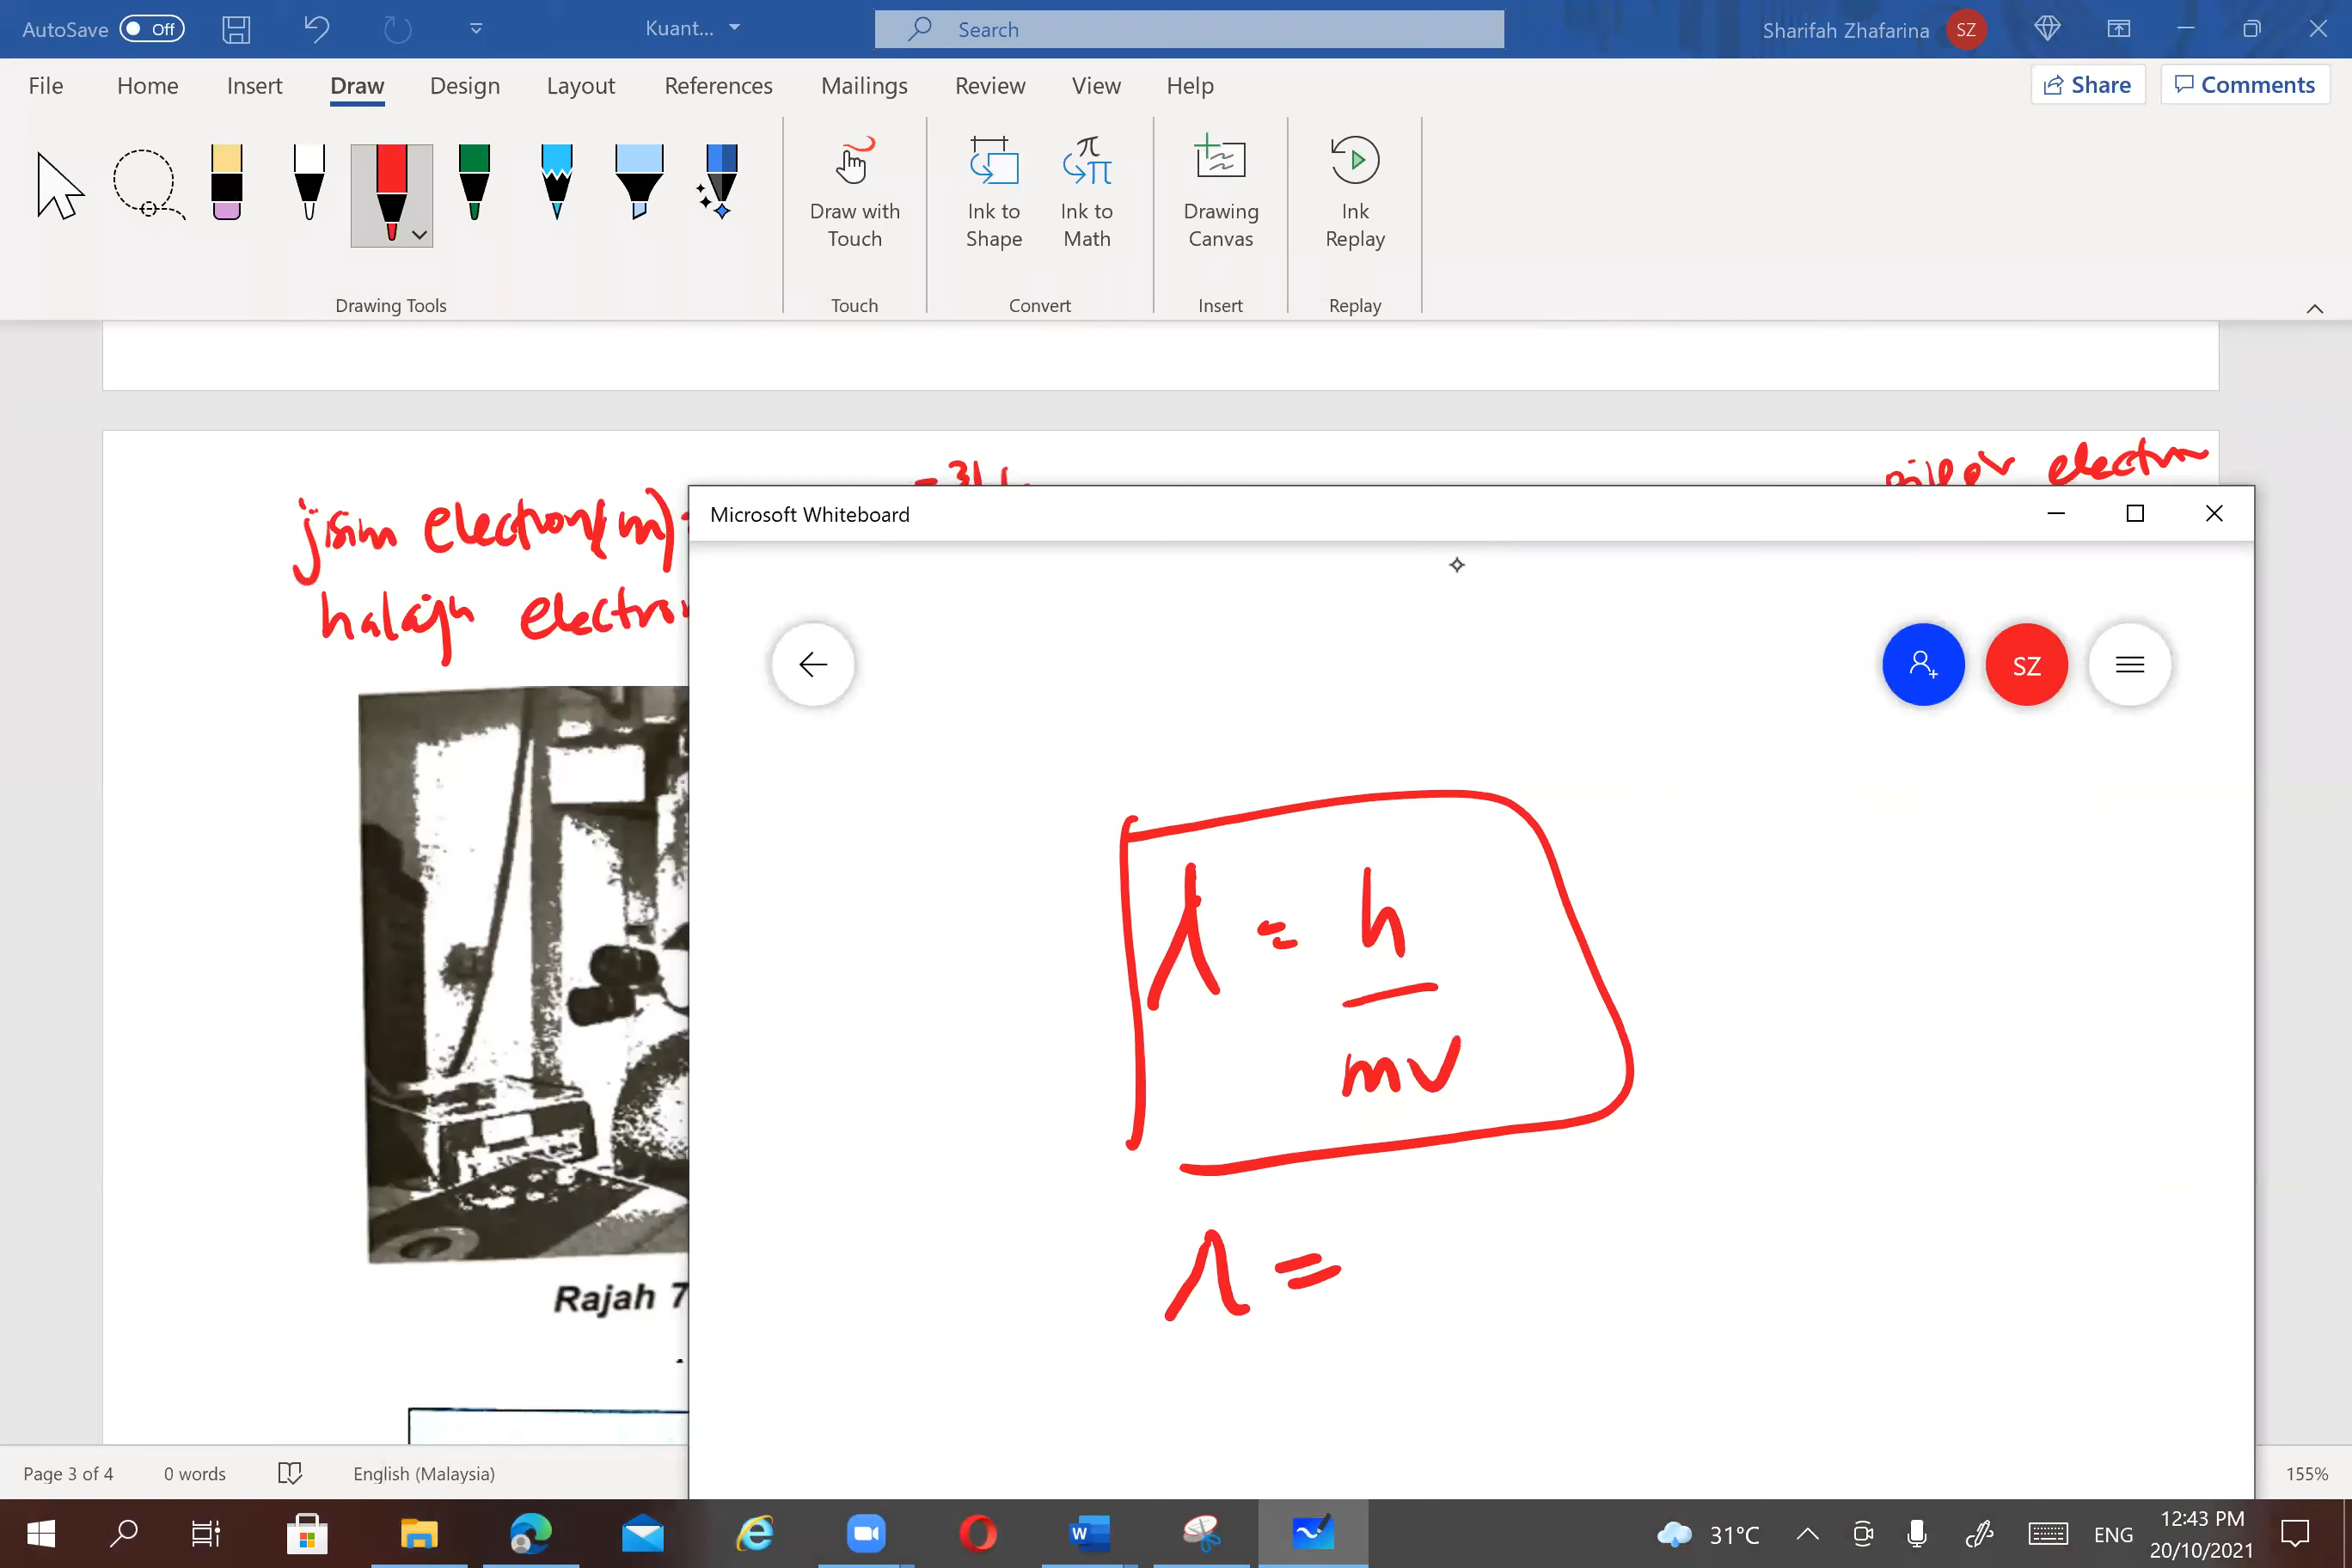 AutoSave Off Kuant... Search Sharifah Zhafarina SZ
File Home Insert Draw Design Layout References Mailings Review View Help Share Comments
Draw with Touch Ink to Shape Ink to Math Drawing Canvas Ink Replay
Drawing Tools Touch Convert Insert Replay
electron
jisim electron(m)
halaju electron
Microsoft Whiteboard
SZ
λ = h
mv
λ =
Rajah 7
Page 3 of 4 0 words English (Malaysia) 155%
31°C ENG 12:43 PM
20/10/2021